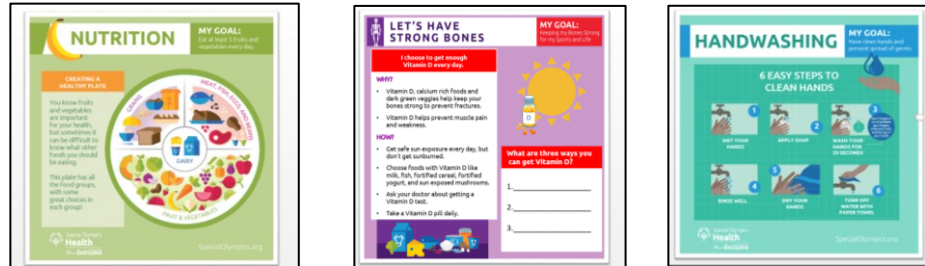 NUTRITION
MY GOAL:
Eat at least 5 fruits and
vegetables every day.
CREATING A
HEALTHY PLATE
You know fruits
and vegetables
are important
for your health,
but sometimes it
can be difficult to
know what other
foods you should
be eating.
This plate has all
the food groups,
with some
great choices in
each group!
GRAINS
MEAT, FISH, EGGS, AND BEANS
DAIRY
FRUIT & VEGETABLES
Special Olympics
Health
SpecialOlympics.org
LET'S HAVE
STRONG BONES
MY GOAL:
Keeping my Bones Strong
for my Sports and Life
I choose to get enough
Vitamin D every day.
WHY?
• Vitamin D, calcium rich foods and
dark green veggies help keep your
bones strong to prevent fractures.
• Vitamin D helps prevent muscle pain
and weakness.
HOW?
• Get safe sun exposure every day, but
don't get sunburned.
• Choose foods with Vitamin D like
milk, fish, fortified cereal, fortified
yogurt, and sun exposed mushrooms.
• Ask your doctor about getting a
Vitamin D test.
• Take a Vitamin D pill daily.
D
What are three ways you
can get Vitamin D?
1.
2.
3.
HANDWASHING
MY GOAL:
Have clean hands and
prevent spread of germs
6 EASY STEPS TO
CLEAN HANDS
1
WET YOUR
HANDS
2
APPLY SOAP
3
WASH YOUR
HANDS FOR
20 SECONDS
4
RINSE WELL
5
DRY YOUR
HANDS
6
TURN OFF
WATER WITH
PAPER TOWEL
Special Olympics
Health
SpecialOlympics.org